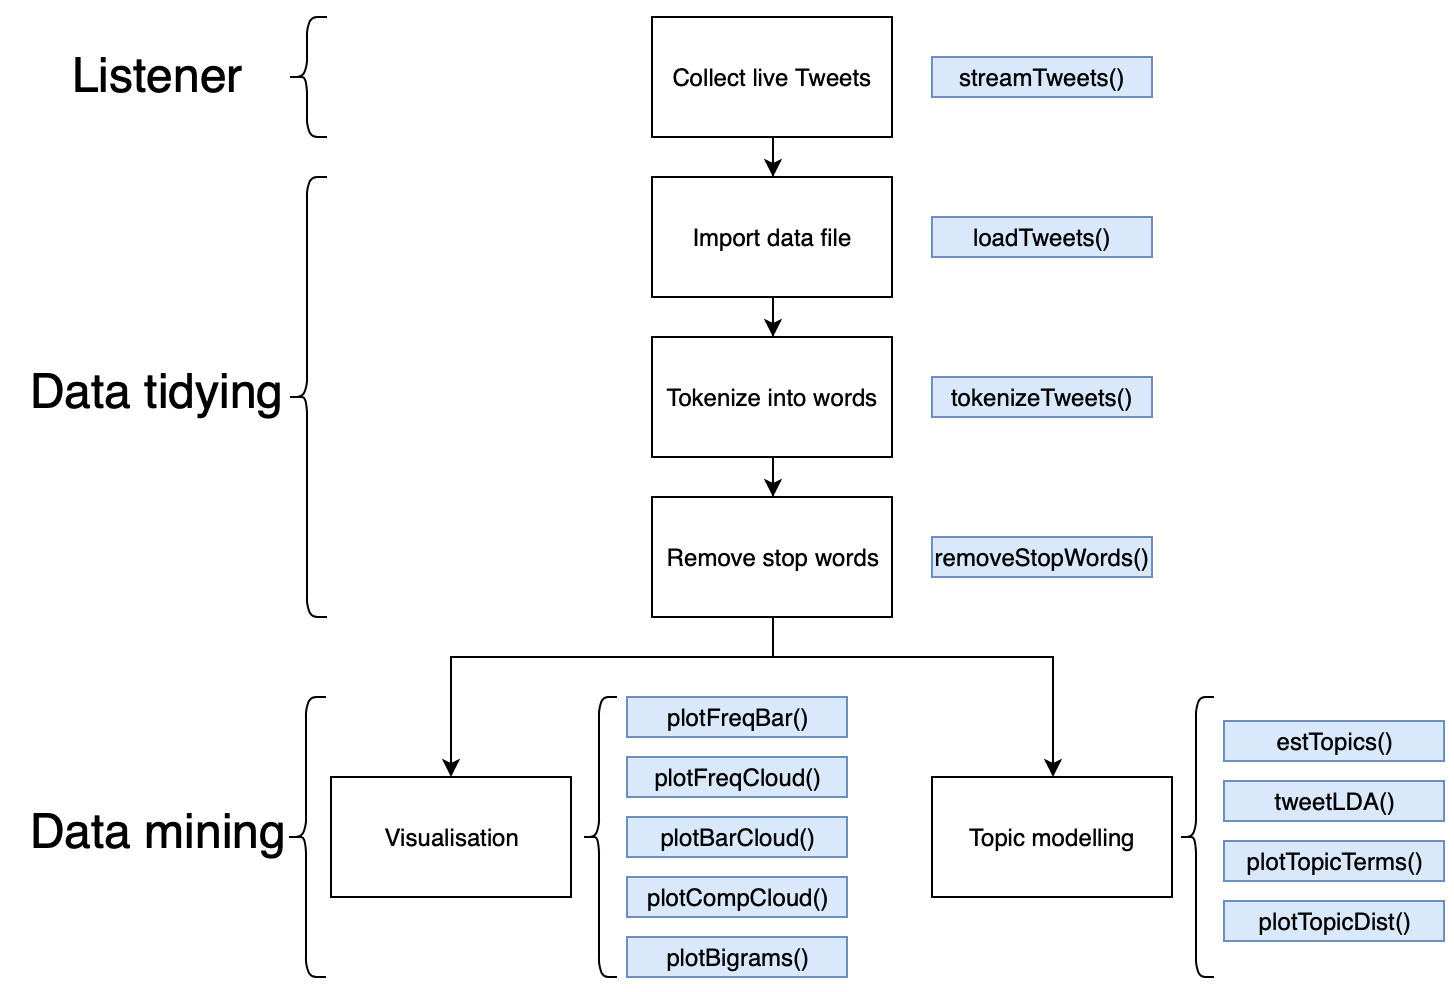 Listener
Collect live Tweets
streamTweets()
Import data file
loadTweets()
Data tidying
Tokenize into words
tokenizeTweets()
Remove stop words
removeStopWords()
Data mining
Visualisation
plotFreqBar()
plotFreqCloud()
plotBarCloud()
plotCompCloud()
plotBigrams()
Topic modelling
estTopics()
tweetLDA()
plotTopicTerms()
plotTopicDist()